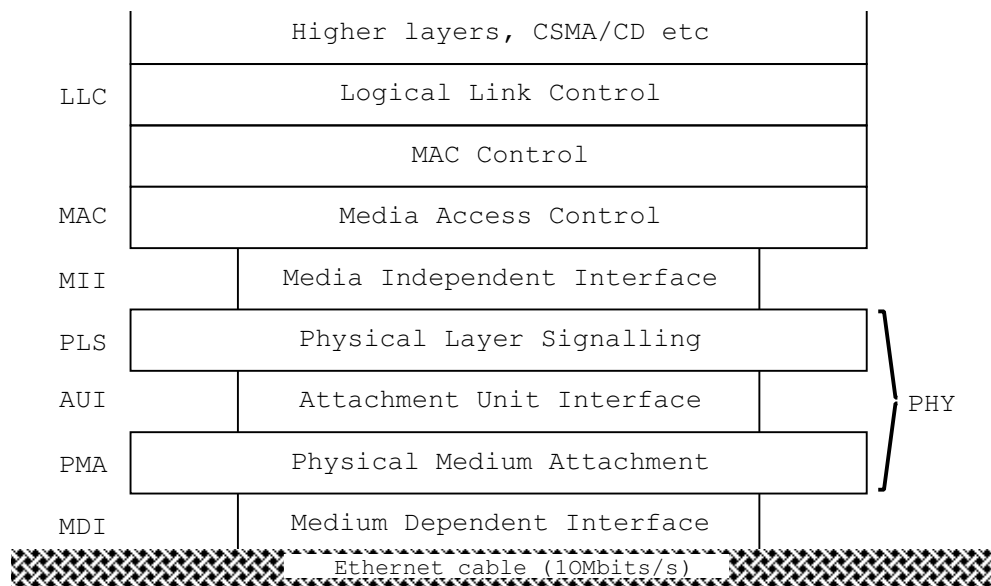 Higher layers, CSMA/CD etc
LLC Logical Link Control
MAC Control
MAC Media Access Control
MII Media Independent Interface
PLS Physical Layer Signalling
AUI Attachment Unit Interface
PHY
PMA Physical Medium Attachment
MDI Medium Dependent Interface
Ethernet cable (10Mbits/s)